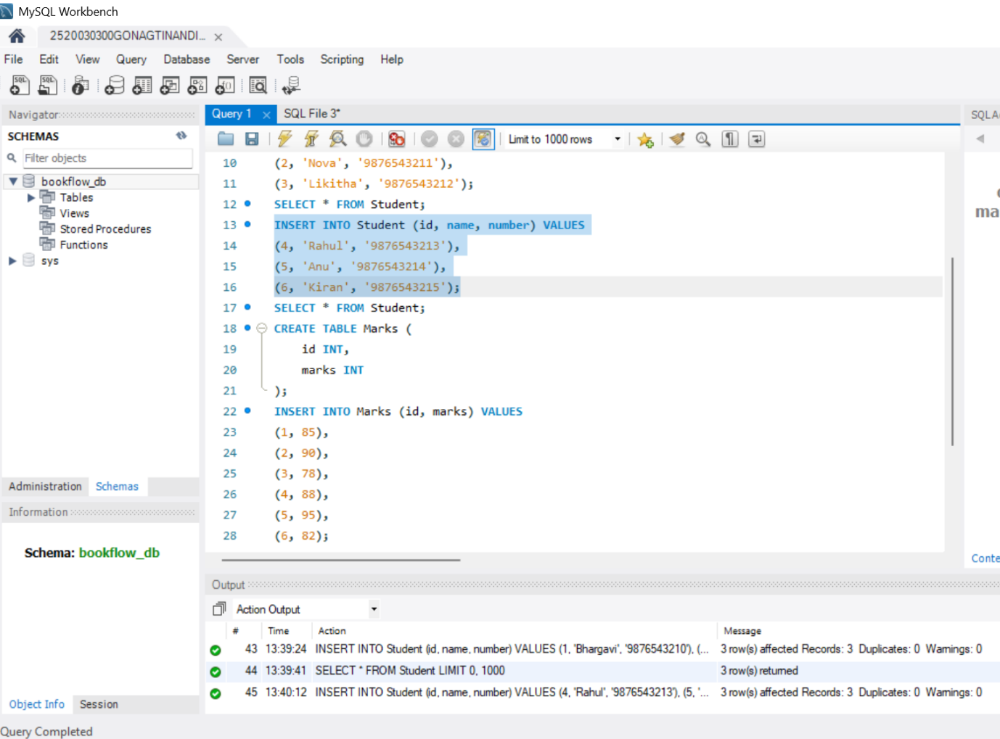 MySQL Workbench
2520030300GONAGTINANDI...
File Edit View Query Database Server Tools Scripting Help
Navigator
SCHEMAS
Filter objects
bookflow_db
Tables
Views
Stored Procedures
Functions
sys
Administration Schemas
Information
Schema: bookflow_db
Object Info Session
Query 1 SQL File 3*
Limit to 1000 rows
10 (2, 'Nova', '9876543211'),
11 (3, 'Likitha', '9876543212');
12 SELECT * FROM Student;
13 INSERT INTO Student (id, name, number) VALUES
14 (4, 'Rahul', '9876543213'),
15 (5, 'Anu', '9876543214'),
16 (6, 'Kiran', '9876543215');
17 SELECT * FROM Student;
18 CREATE TABLE Marks (
19 id INT,
20 marks INT
21 );
22 INSERT INTO Marks (id, marks) VALUES
23 (1, 85),
24 (2, 90),
25 (3, 78),
26 (4, 88),
27 (5, 95),
28 (6, 82);
SQLA
ma
Conte
Output
Action Output
# Time Action Message
43 13:39:24 INSERT INTO Student (id, name, number) VALUES (1, 'Bhargavi', '9876543210'), (... 3 row(s) affected Records: 3 Duplicates: 0 Warnings: 0
44 13:39:41 SELECT * FROM Student LIMIT 0, 1000 3 row(s) returned
45 13:40:12 INSERT INTO Student (id, name, number) VALUES (4, 'Rahul', '9876543213'), (5, '... 3 row(s) affected Records: 3 Duplicates: 0 Warnings: 0
Query Completed